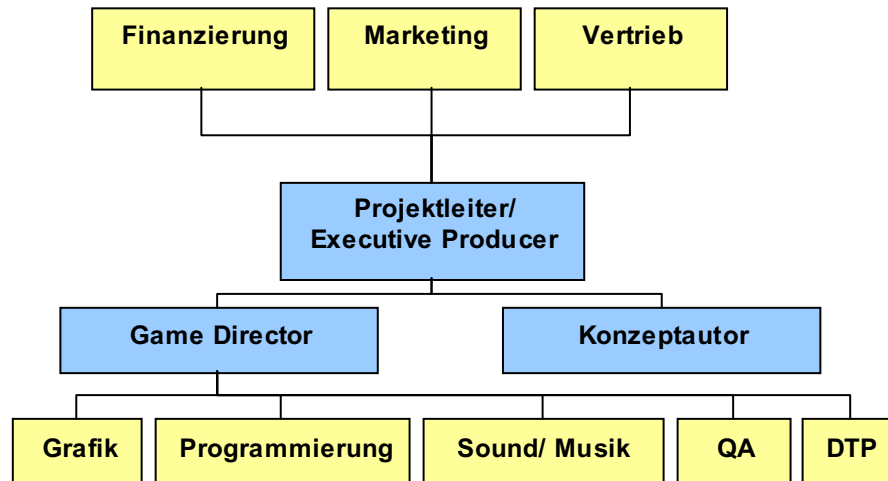 Finanzierung
Marketing
Vertrieb
Projektleiter/
Executive Producer
Game Director
Konzeptautor
Grafik
Programmierung
Sound/ Musik
QA
DTP